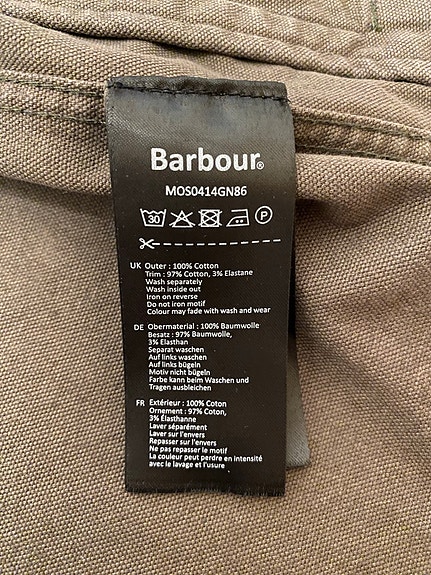 Barbour®
MOS0414GN86
30 P
UK Outer : 100% Cotton
Trim : 97% Cotton, 3% Elastane
Wash separately
Wash inside out
Iron on reverse
Do not iron motif
Colour may fade with wash and wear
DE Obermaterial : 100% Baumwolle
Besatz : 97% Baumwolle,
3% Elasthan
Separat waschen
Auf links waschen
Auf links bügeln
Motiv nicht bügeln
Farbe kann beim Waschen und
Tragen ausbleichen
FR Extérieur : 100% Coton
Ornement : 97% Coton,
3% Élasthanne
Laver séparément
Laver sur l'envers
Repasser sur l'envers
Ne pas repasser le motif
La couleur peut perdre en intensité
avec le lavage et l'usure